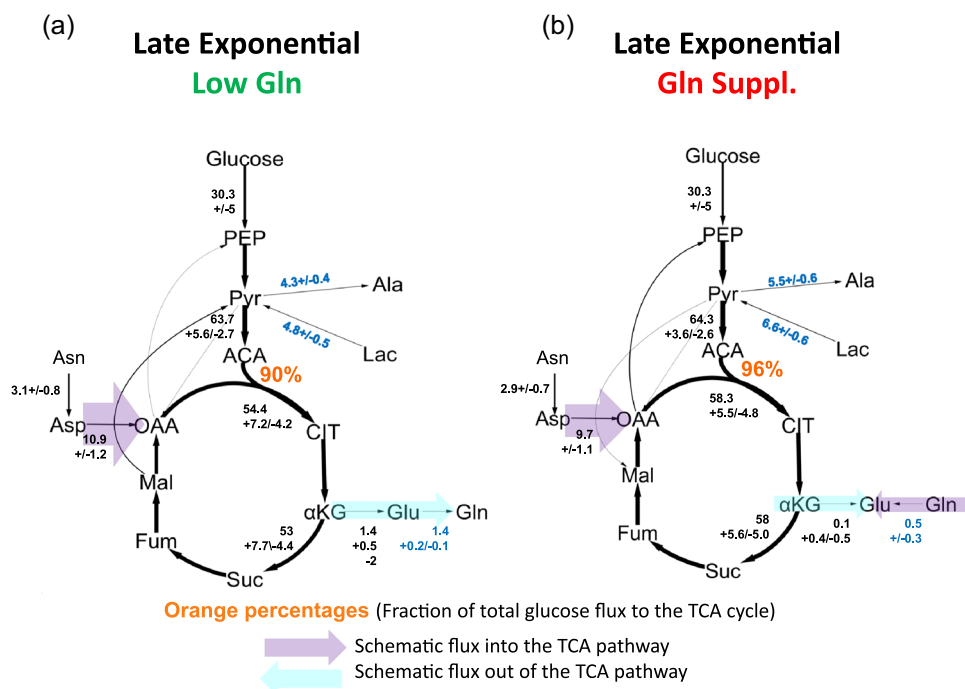 (a)
Late Exponential
Low Gln
Glucose
30.3
+/-5
PEP
4.3+/-0.4
Ala
Pyr
63.7
+5.6/-2.7
4.8+/-0.5
Lac
ACA
90%
Asn
3.1+/-0.8
54.4
+7.2/-4.2
Asp
OAA
CIT
10.9
+/-1.2
Mal
αKG
Glu
Gln
53
+7.7\-4.4
1.4
+0.5
-2
1.4
+0.2/-0.1
Fum
Suc
(b)
Late Exponential
Gln Suppl.
Glucose
30.3
+/-5
PEP
5.5+/-0.6
Ala
Pyr
64.3
+3.6/-2.6
6.6+/-0.6
Lac
ACA
96%
Asn
2.9+/-0.7
58.3
+5.5/-4.8
Asp
OAA
CIT
9.7
+/-1.1
Mal
αKG
Glu
Gln
58
+5.6/-5.0
0.1
+0.4/-0.5
0.5
+/-0.3
Fum
Suc
Orange percentages (Fraction of total glucose flux to the TCA cycle)
Schematic flux into the TCA pathway
Schematic flux out of the TCA pathway